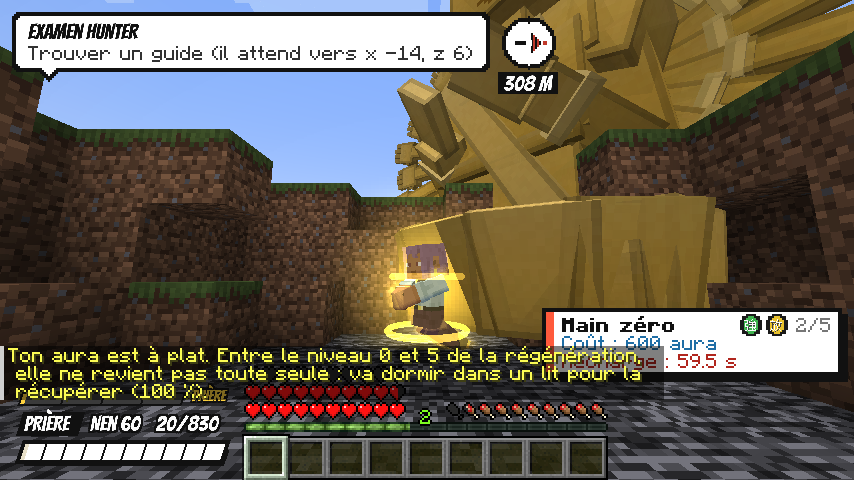 EXAMEN HUNTER
Trouver un guide (il attend vers x -14, z 6)
308 M
Main zéro
2/5
Coût : 600 aura
Recharge : 59.5 s
Ton aura est à plat. Entre le niveau 0 et 5 de la régénération,
elle ne revient pas toute seule : va dormir dans un lit pour la
récupérer (100 %).
PRIÈRE
NEN 60
20/830
2